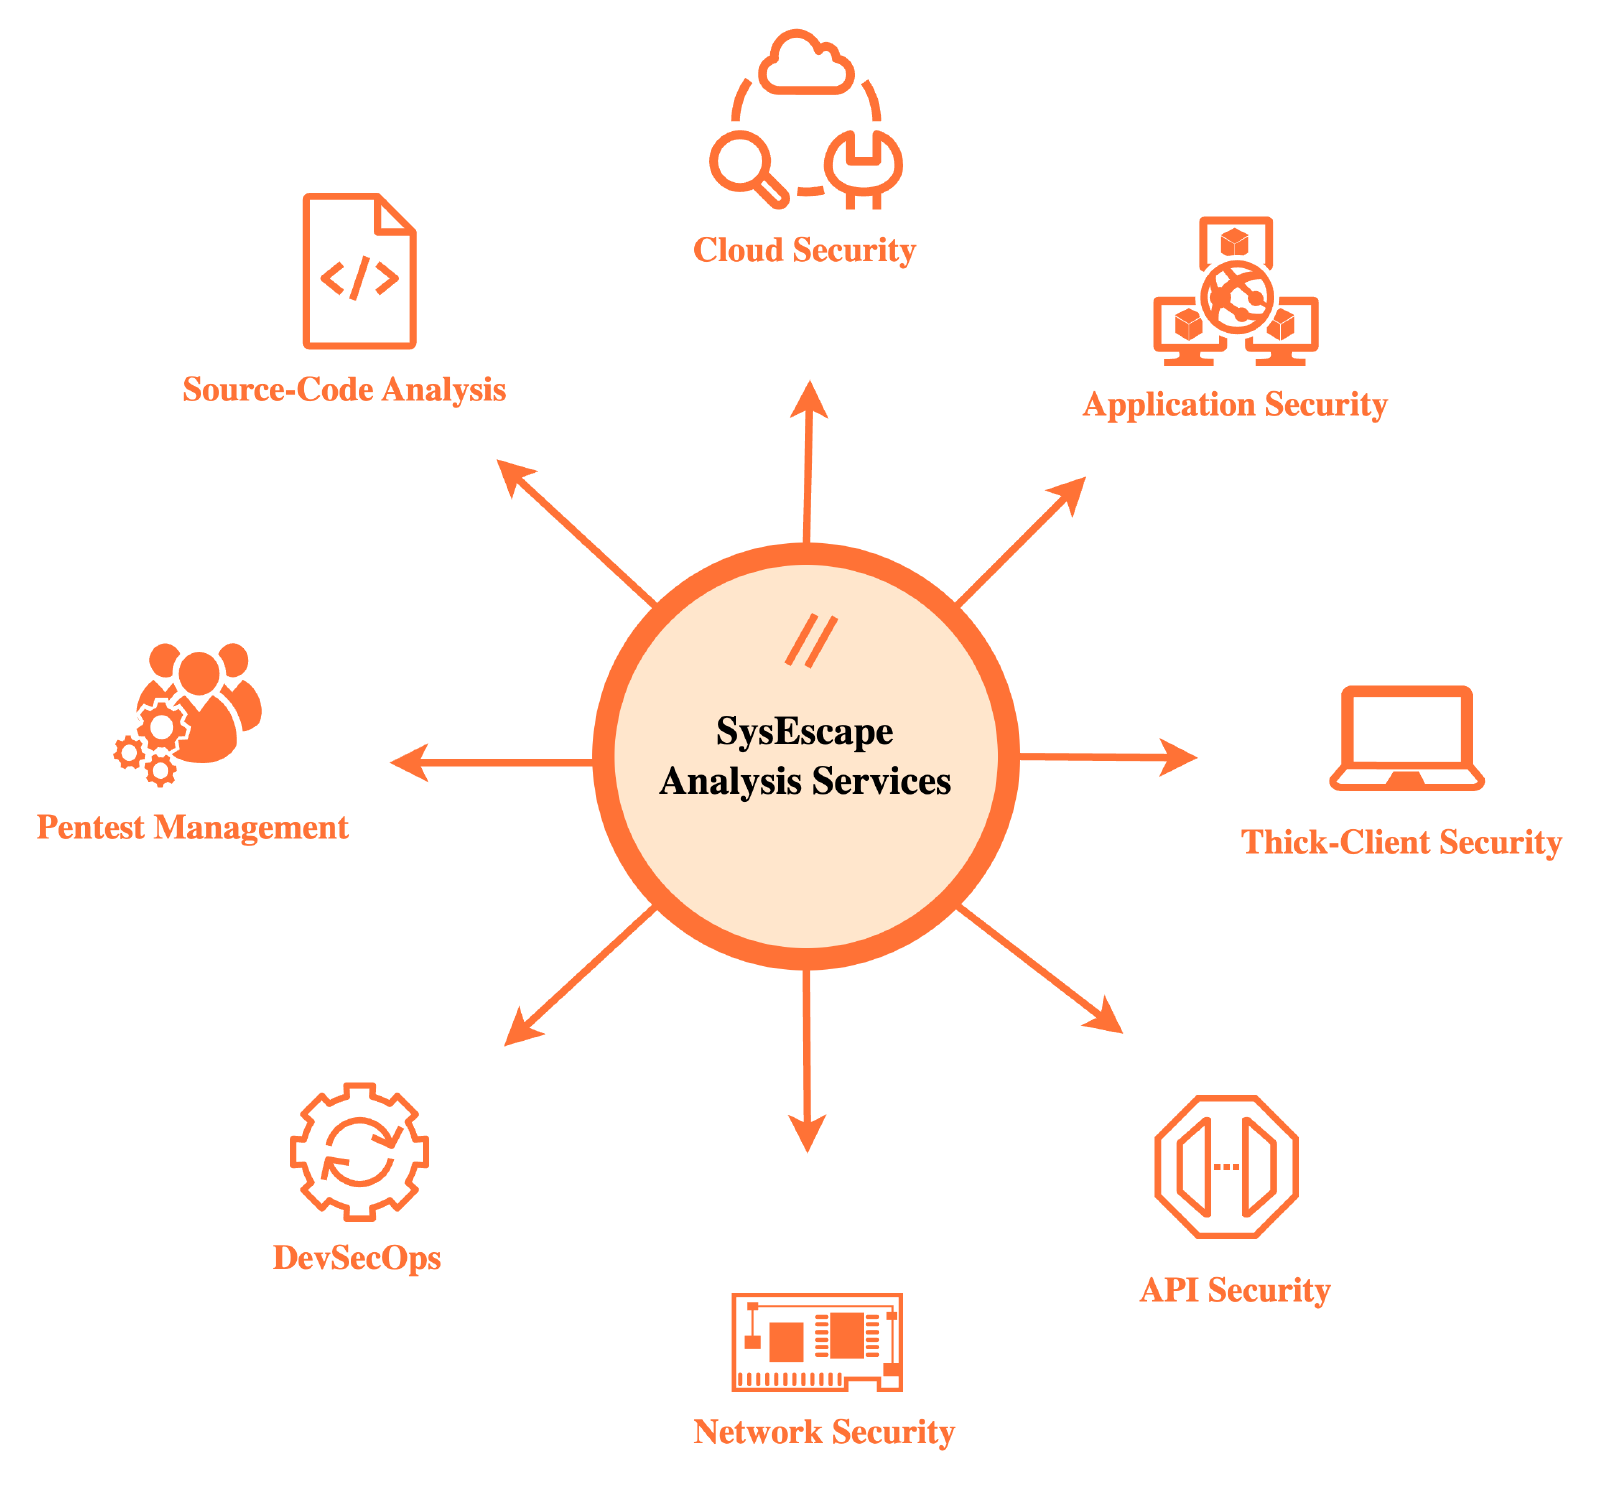 Cloud Security
Source-Code Analysis
Application Security
SysEscape
Analysis Services
Pentest Management
Thick-Client Security
DevSecOps
API Security
Network Security